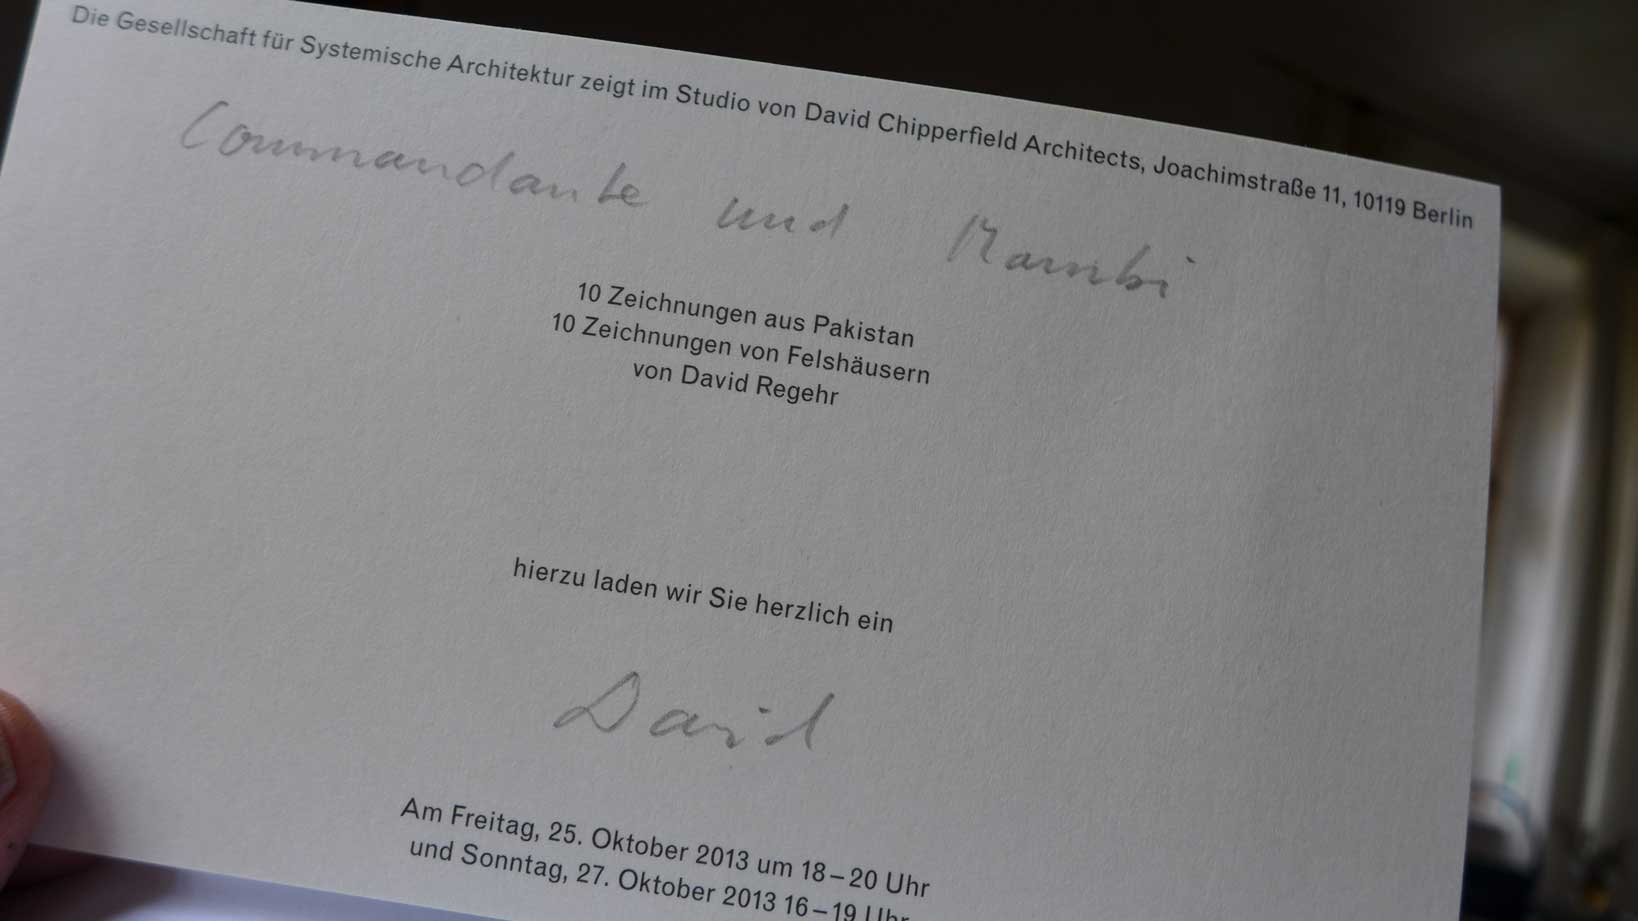 Die Gesellschaft für Systemische Architektur zeigt im Studio von David Chipperfield Architects, Joachimstraße 11, 10119 Berlin
Commandante und
10 Zeichnungen aus Pakistan
10 Zeichnungen von Felshäusern
von David Regehr
hierzu laden wir Sie herzlich ein
David
Am Freitag, 25. Oktober 2013 um 18–20 Uhr
und Sonntag, 27. Oktober 2013 16–19 Uhr